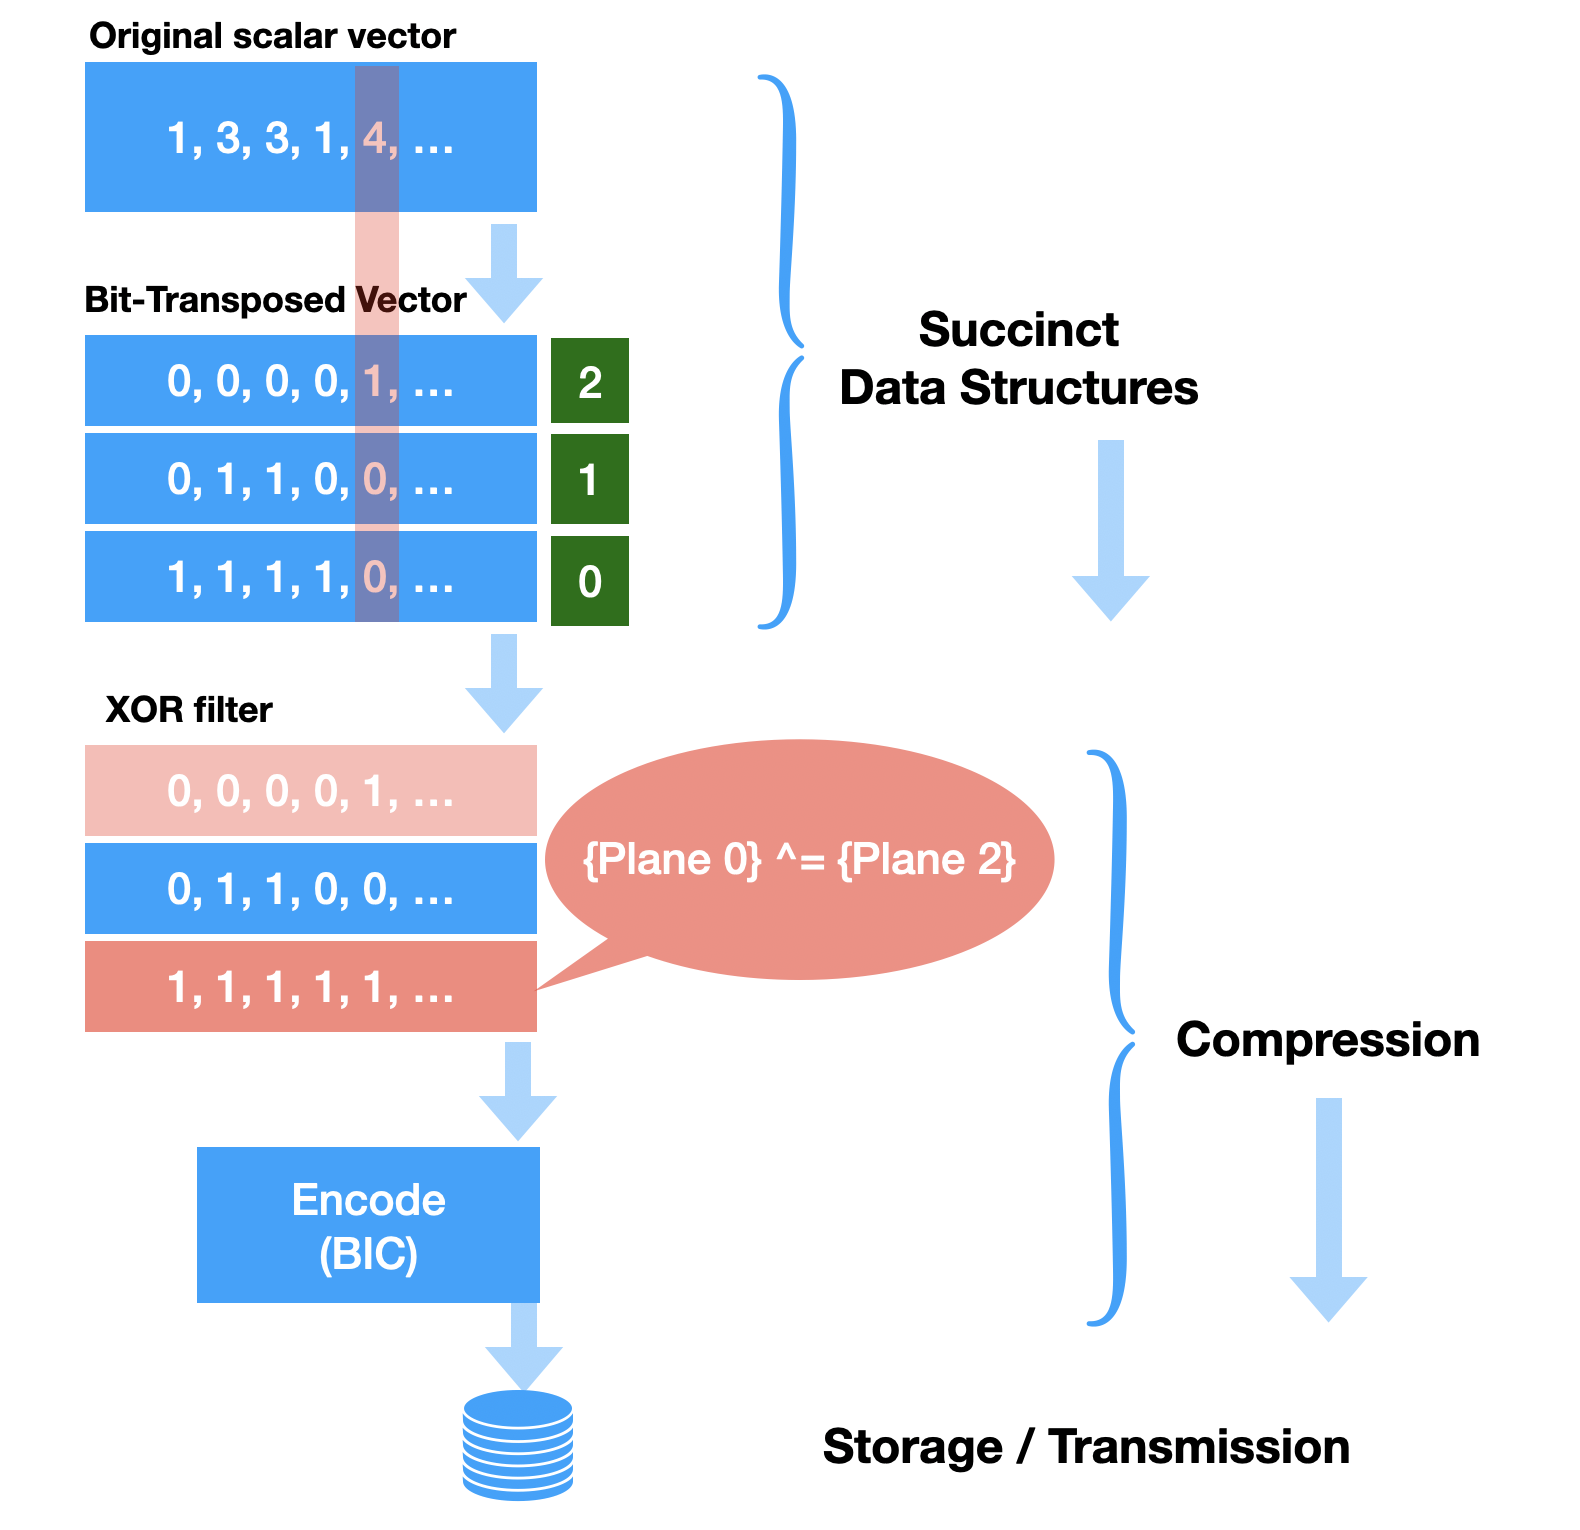 Original scalar vector
1, 3, 3, 1, 4, ...
Bit-Transposed Vector
0, 0, 0, 0, 1, ...
2
0, 1, 1, 0, 0, ...
1
1, 1, 1, 1, 0, ...
0
Succinct
Data Structures
XOR filter
0, 0, 0, 0, 1, ...
0, 1, 1, 0, 0, ...
1, 1, 1, 1, 1, ...
{Plane 0} ^= {Plane 2}
Compression
Encode
(BIC)
Storage / Transmission